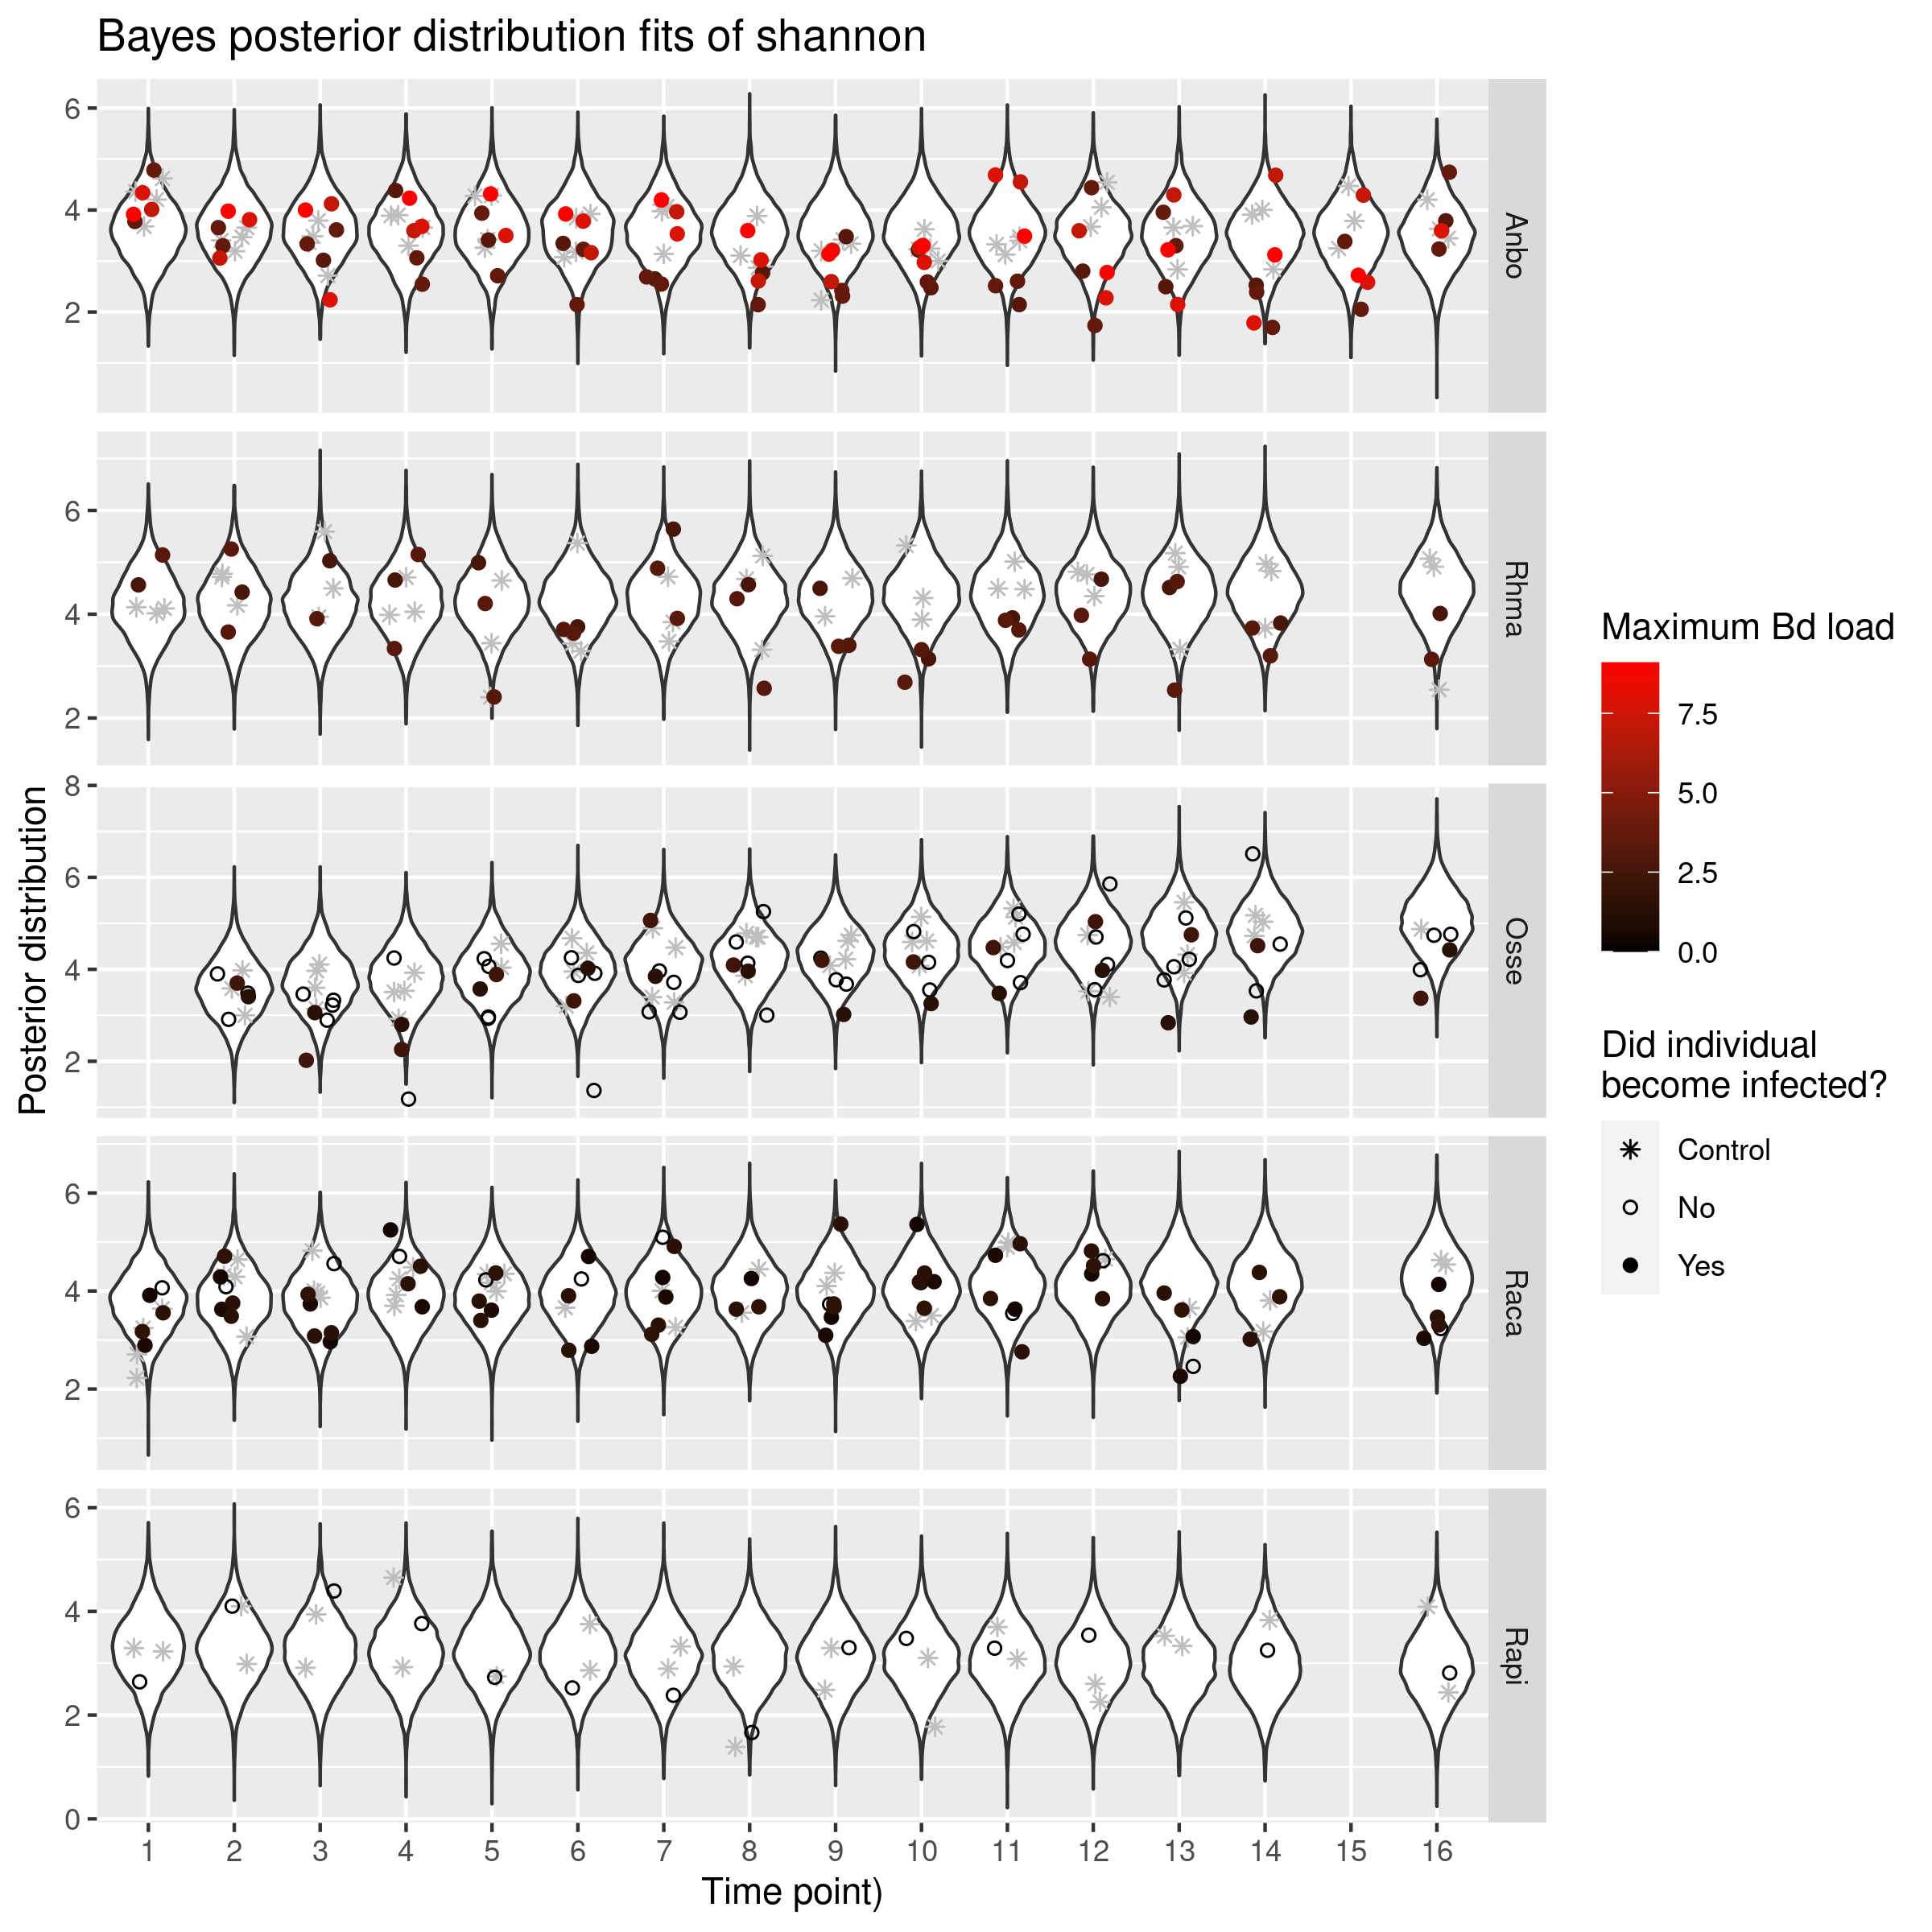 Bayes posterior distribution fits of shannon
6
4
2
Anbo
6
4
2
Rhma
8
6
4
2
Osse
6
4
2
Raca
6
4
2
0
Rapi
Posterior distribution
1 2 3 4 5 6 7 8 9 10 11 12 13 14 15 16
Time point)
Maximum Bd load
7.5
5.0
2.5
0.0
Did individual
become infected?
Control
No
Yes